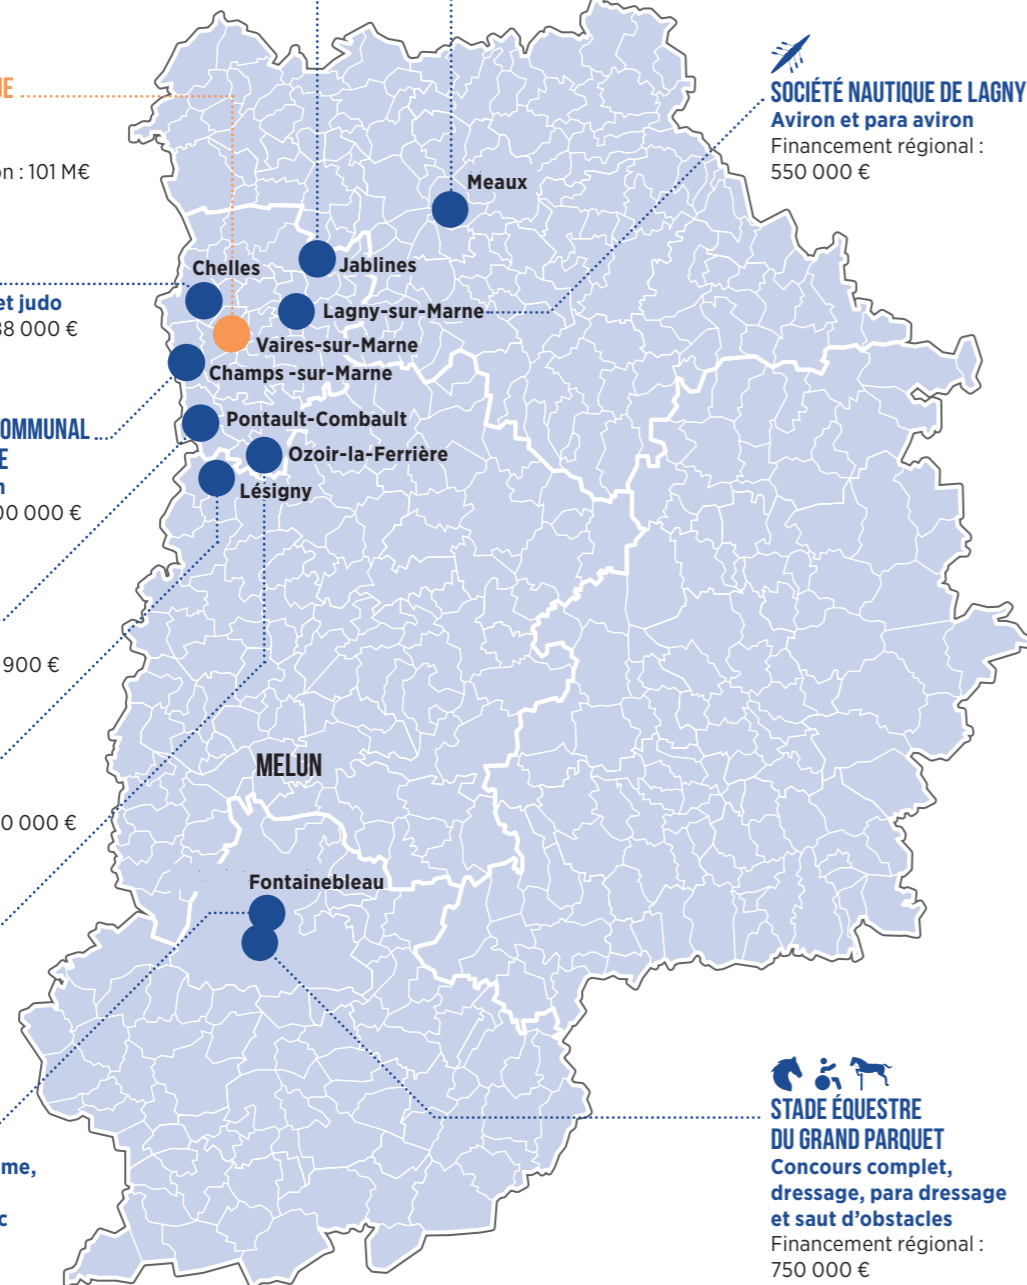 UE
on : 101 M€
et judo
38 000 €
OMMUNAL
E
n
00 000 €
900 €
0 000 €
me,
c
SOCIÉTÉ NAUTIQUE DE LAGNY
Aviron et para aviron
Financement régional :
550 000 €
Meaux
Jablines
Chelles
Lagny-sur-Marne
Vaires-sur-Marne
Champs -sur-Marne
Pontault-Combault
Ozoir-la-Ferrière
Lésigny
MELUN
Fontainebleau
STADE ÉQUESTRE
DU GRAND PARQUET
Concours complet,
dressage, para dressage
et saut d’obstacles
Financement régional :
750 000 €